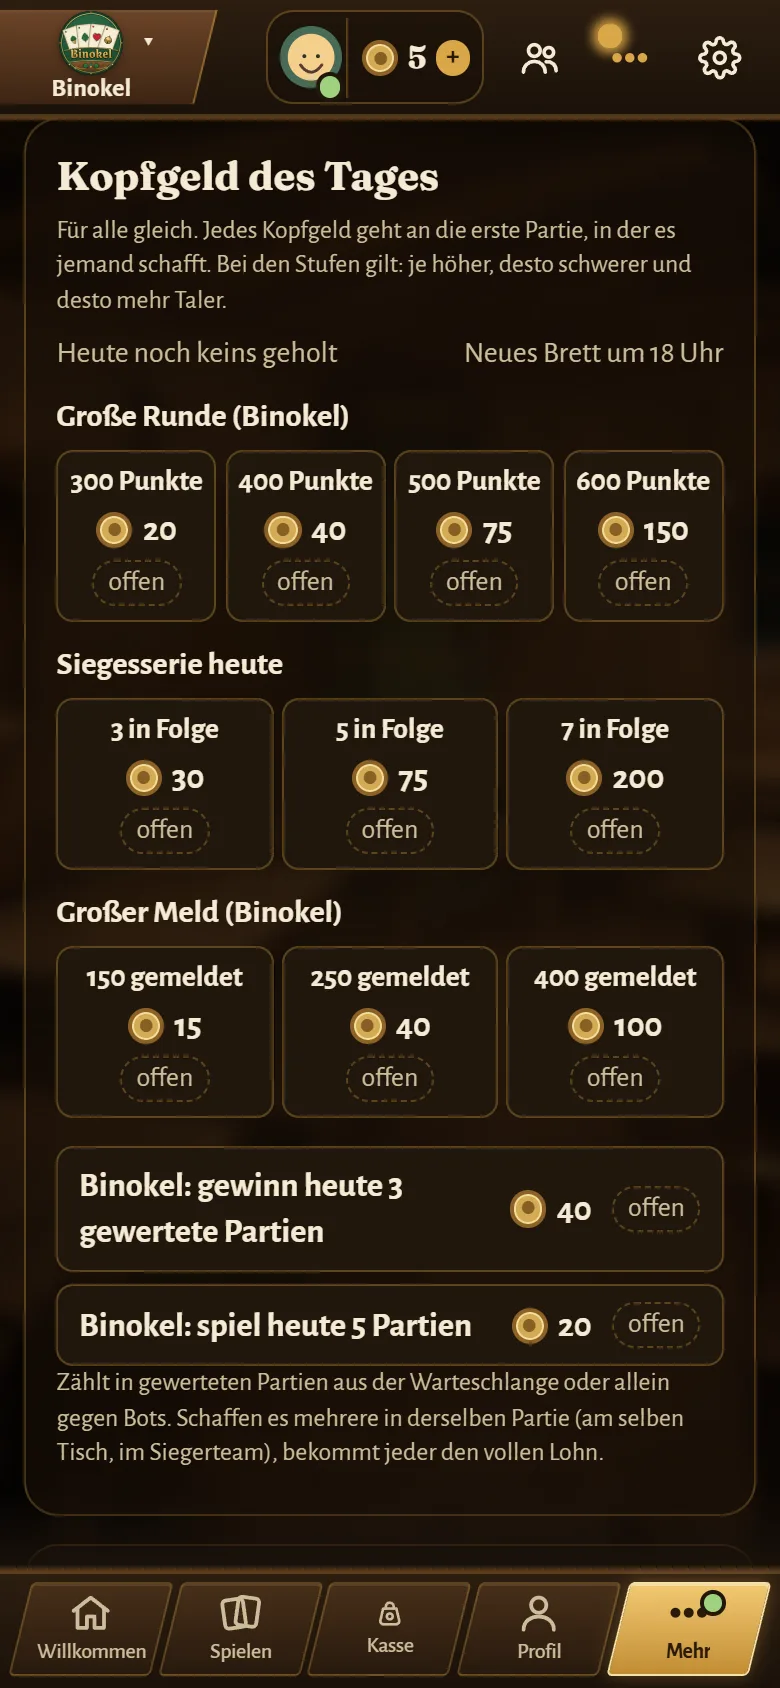 Binokel
Binokel
5
+
Kopfgeld des Tages
Für alle gleich. Jedes Kopfgeld geht an die erste Partie, in der es
jemand schafft. Bei den Stufen gilt: je höher, desto schwerer und
desto mehr Taler.
Heute noch keins geholt
Neues Brett um 18 Uhr
Große Runde (Binokel)
300 Punkte 400 Punkte 500 Punkte 600 Punkte
20 40 75 150
offen offen offen offen
Siegesserie heute
3 in Folge 5 in Folge 7 in Folge
30 75 200
offen offen offen
Großer Meld (Binokel)
150 gemeldet 250 gemeldet 400 gemeldet
15 40 100
offen offen offen
Binokel: gewinn heute 3
gewertete Partien
40 offen
Binokel: spiel heute 5 Partien 20 offen
Zählt in gewerteten Partien aus der Warteschlange oder allein
gegen Bots. Schaffen es mehrere in derselben Partie (am selben
Tisch, im Siegerteam), bekommt jeder den vollen Lohn.
Willkommen Spielen Kasse Profil Mehr